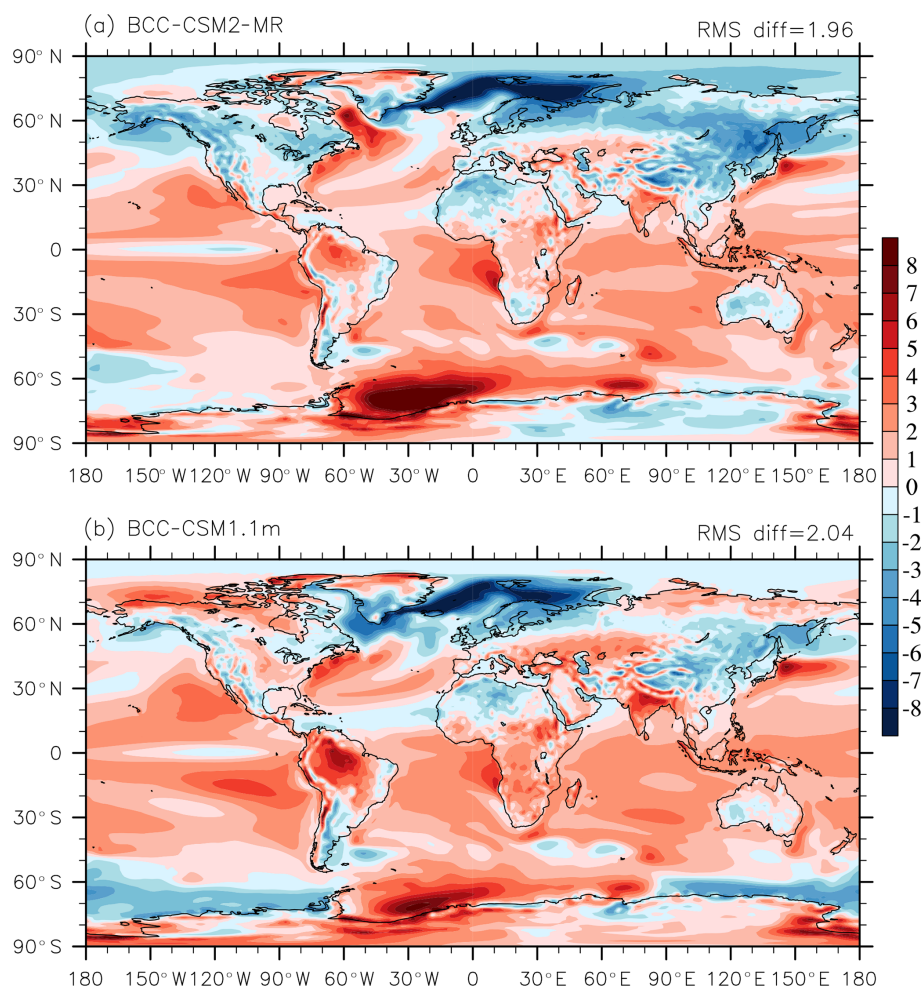 (a) BCC-CSM2-MR RMS diff=1.96
90° N
60° N
30° N
0
30° S
60° S
90° S
180 150° W 120° W 90° W 60° W 30° W 0 30° E 60° E 90° E 120° E 150° E 180
(b) BCC-CSM1.1m RMS diff=2.04
90° N
60° N
30° N
0
30° S
60° S
90° S
180 150° W 120° W 90° W 60° W 30° W 0 30° E 60° E 90° E 120° E 150° E 180
8
7
6
5
4
3
2
1
0
-1
-2
-3
-4
-5
-6
-7
-8